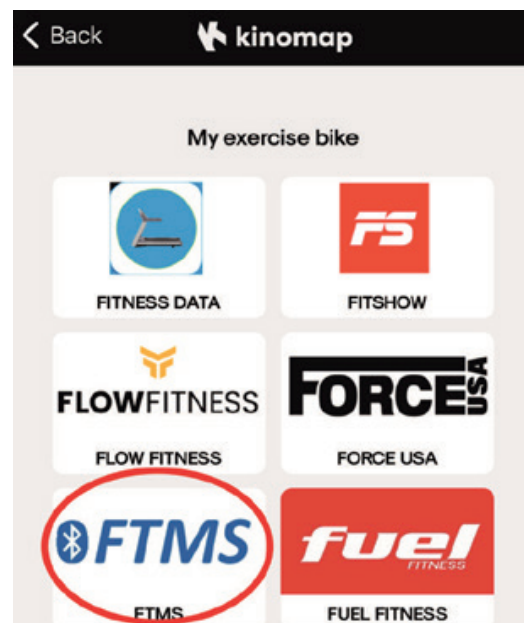 Back kinomap
My exercise bike
FS
FITNESS DATA FITSHOW
FLOWFITNESS FORCE USA
FLOW FITNESS FORCE USA
FTMS fuel
FITNESS
FTMS FUEL FITNESS